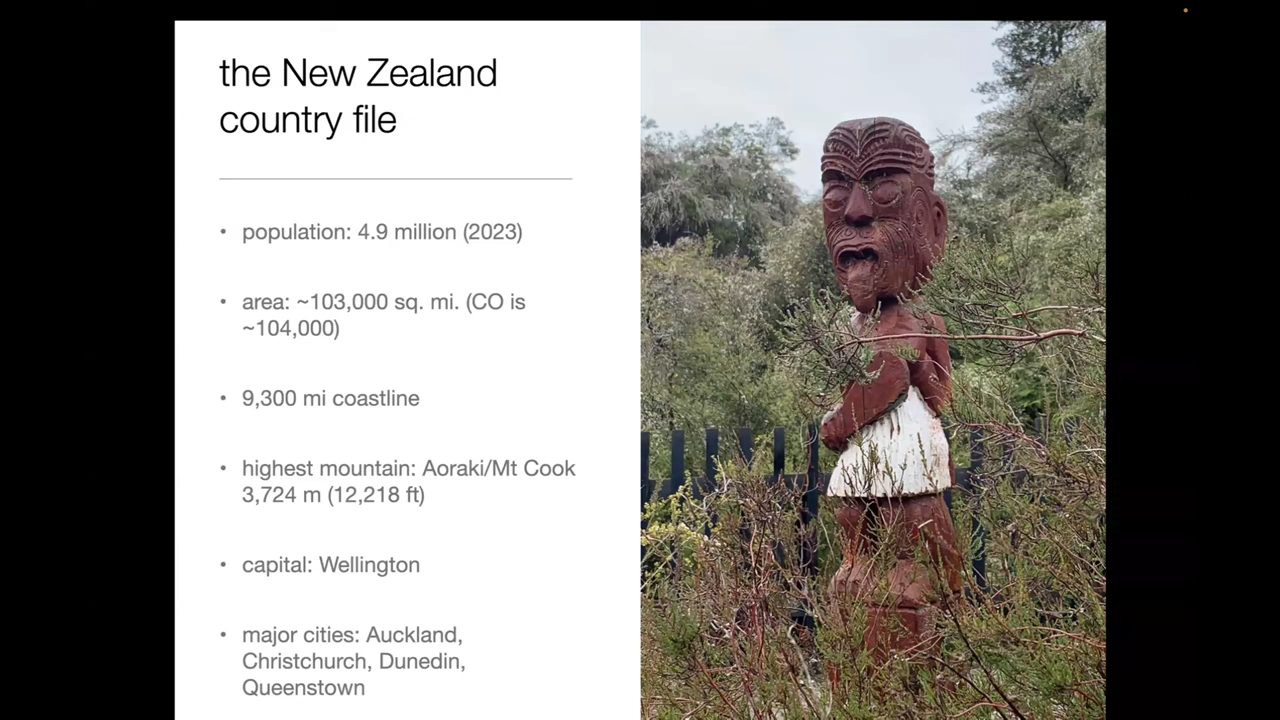 the New Zealand
country file
• population: 4.9 million (2023)
• area: ~103,000 sq. mi. (CO is
~104,000)
• 9,300 mi coastline
• highest mountain: Aoraki/Mt Cook
3,724 m (12,218 ft)
• capital: Wellington
• major cities: Auckland,
Christchurch, Dunedin,
Queenstown